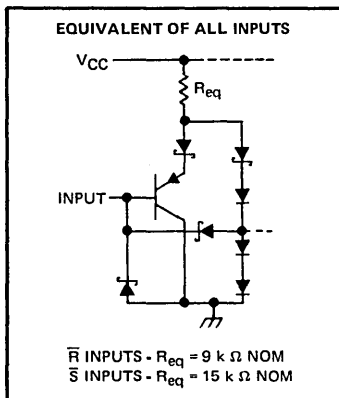 EQUIVALENT OF ALL INPUTS
VCC
Req
INPUT
R̅ INPUTS - Req = 9 k Ω NOM
S̅ INPUTS - Req = 15 k Ω NOM